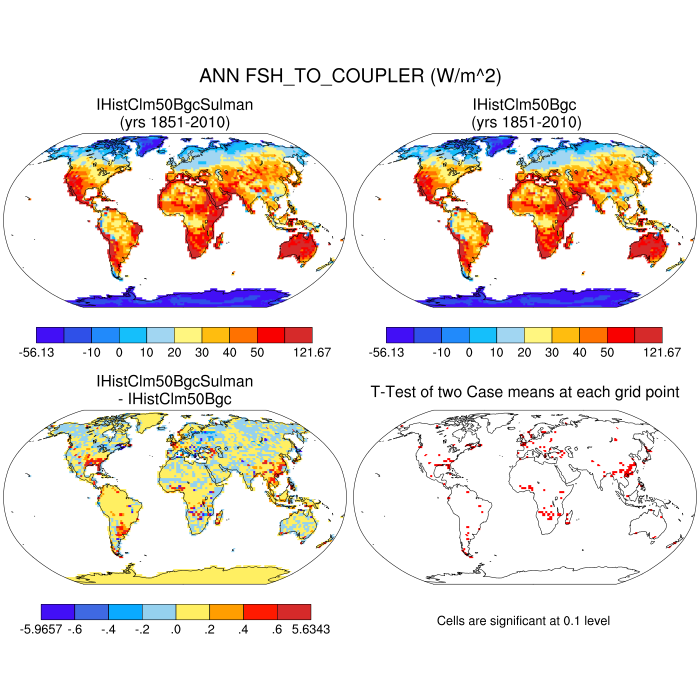 ANN FSH_TO_COUPLER (W/m^2)
IHistClm50BgcSulman
(yrs 1851-2010)
IHistClm50Bgc
(yrs 1851-2010)
-56.13 -10 0 10 20 30 40 50 121.67
-56.13 -10 0 10 20 30 40 50 121.67
IHistClm50BgcSulman
- IHistClm50Bgc
T-Test of two Case means at each grid point
-5.9657 -.6 -.4 -.2 .0 .2 .4 .6 5.6343
Cells are significant at 0.1 level